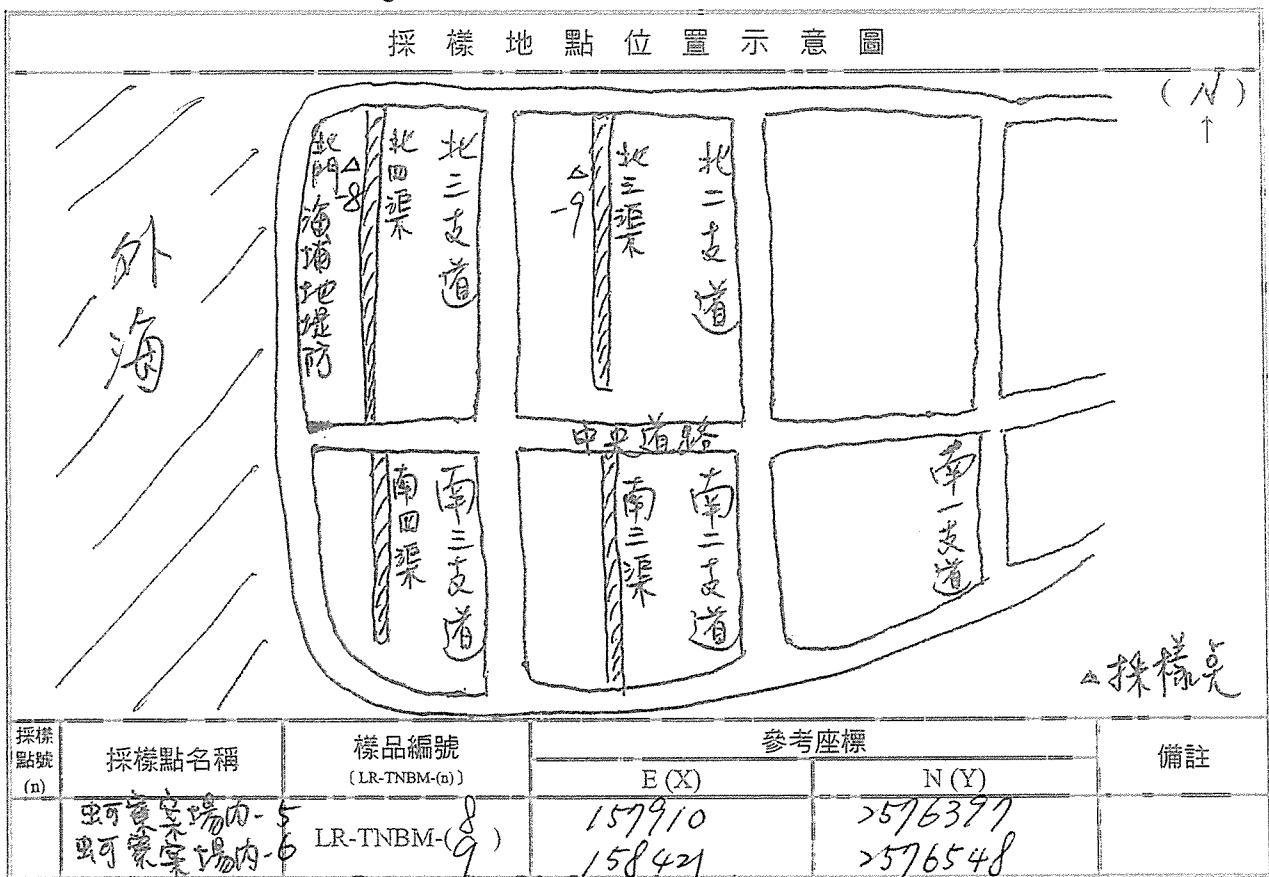 採樣地點位置示意圖
(N)
↑
外海
北門海埔地堤防
△
-8
北四渠
北三支道
△
-9
北三渠
北二支道
中央道路
南四渠
南三支道
南三渠
南二支道
南一支道
△採樣点
採樣點號(n) 採樣點名稱 樣品編號〔LR-TNBM-(n)〕 參考座標 備註
E (X) N (Y)
蚵寮案場內-5 LR-TNBM-(8) 157910 2576397
蚵寮案場內-6 LR-TNBM-(9) 158421 2576548